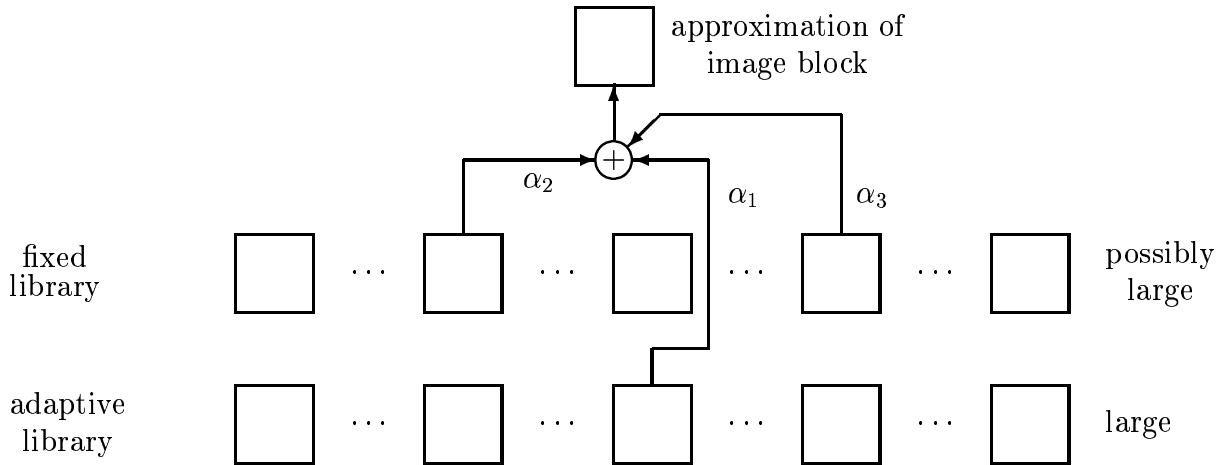 approximation of
image block
+
α₂
α₁
α₃
fixed
library
...
...
...
...
possibly
large
adaptive
library
...
...
...
...
large